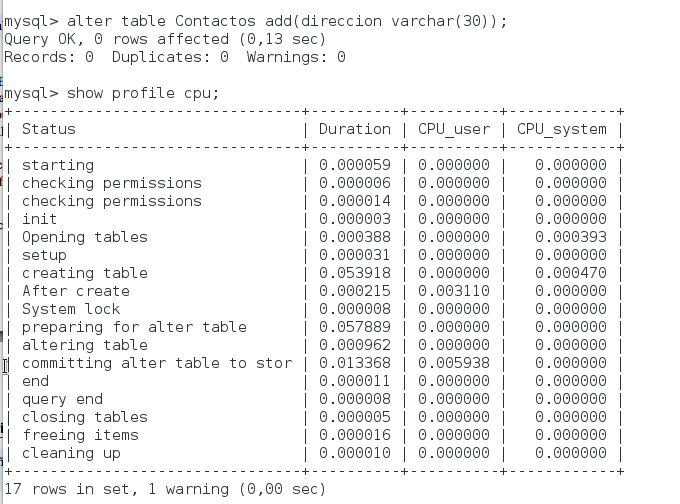 mysql> alter table Contactos add(direccion varchar(30));
Query OK, 0 rows affected (0,13 sec)
Records: 0  Duplicates: 0  Warnings: 0
mysql> show profile cpu;
+--------------------------------+----------+----------+------------+
| Status                         | Duration | CPU_user | CPU_system |
+--------------------------------+----------+----------+------------+
| starting                       | 0.000059 | 0.000000 |   0.000000 |
| checking permissions           | 0.000006 | 0.000000 |   0.000000 |
| checking permissions           | 0.000014 | 0.000000 |   0.000000 |
| init                           | 0.000003 | 0.000000 |   0.000000 |
| Opening tables                 | 0.000388 | 0.000000 |   0.000393 |
| setup                          | 0.000031 | 0.000000 |   0.000000 |
| creating table                 | 0.053918 | 0.000000 |   0.000470 |
| After create                   | 0.000215 | 0.003110 |   0.000000 |
| System lock                    | 0.000008 | 0.000000 |   0.000000 |
| preparing for alter table      | 0.057889 | 0.000000 |   0.000000 |
| altering table                 | 0.000962 | 0.000000 |   0.000000 |
| committing alter table to stor | 0.013368 | 0.005938 |   0.000000 |
| end                            | 0.000011 | 0.000000 |   0.000000 |
| query end                      | 0.000008 | 0.000000 |   0.000000 |
| closing tables                 | 0.000005 | 0.000000 |   0.000000 |
| freeing items                  | 0.000016 | 0.000000 |   0.000000 |
| cleaning up                    | 0.000010 | 0.000000 |   0.000000 |
+--------------------------------+----------+----------+------------+
17 rows in set, 1 warning (0,00 sec)